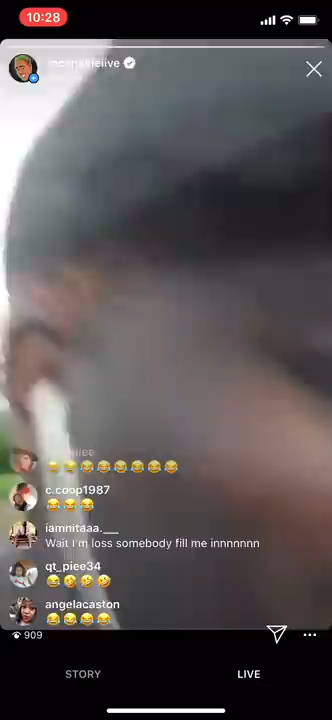 10:28
c.coop1987
😂😂😂
iamnitaaa.___
Wait I'm loss somebody fill me innnnnnn
qt_piee34
😂🤣🤣🤣
angelacaston
😂😂😂😂
909
STORY
LIVE